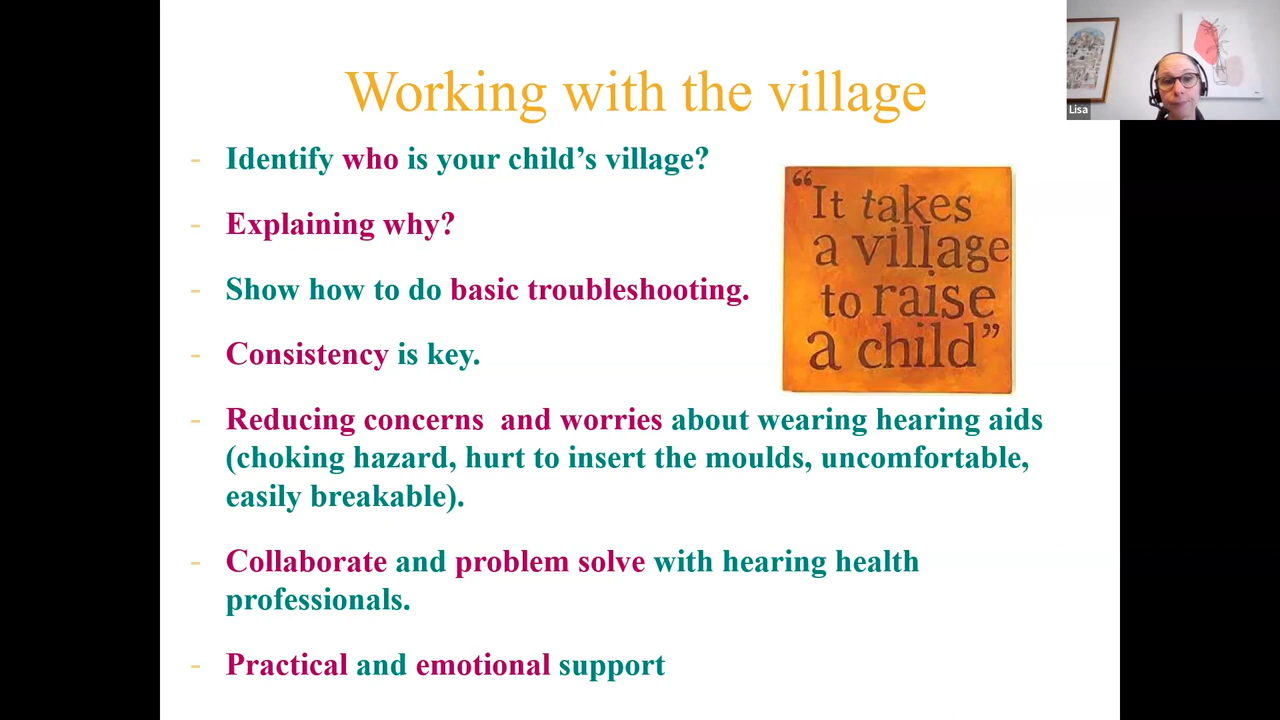 Working with the village
- Identify who is your child’s village?
- Explaining why?
- Show how to do basic troubleshooting.
- Consistency is key.
- Reducing concerns  and worries about wearing hearing aids
(choking hazard, hurt to insert the moulds, uncomfortable,
easily breakable).
- Collaborate and problem solve with hearing health
professionals.
- Practical and emotional support
“It takes
a village
to raise
a child”
Lisa